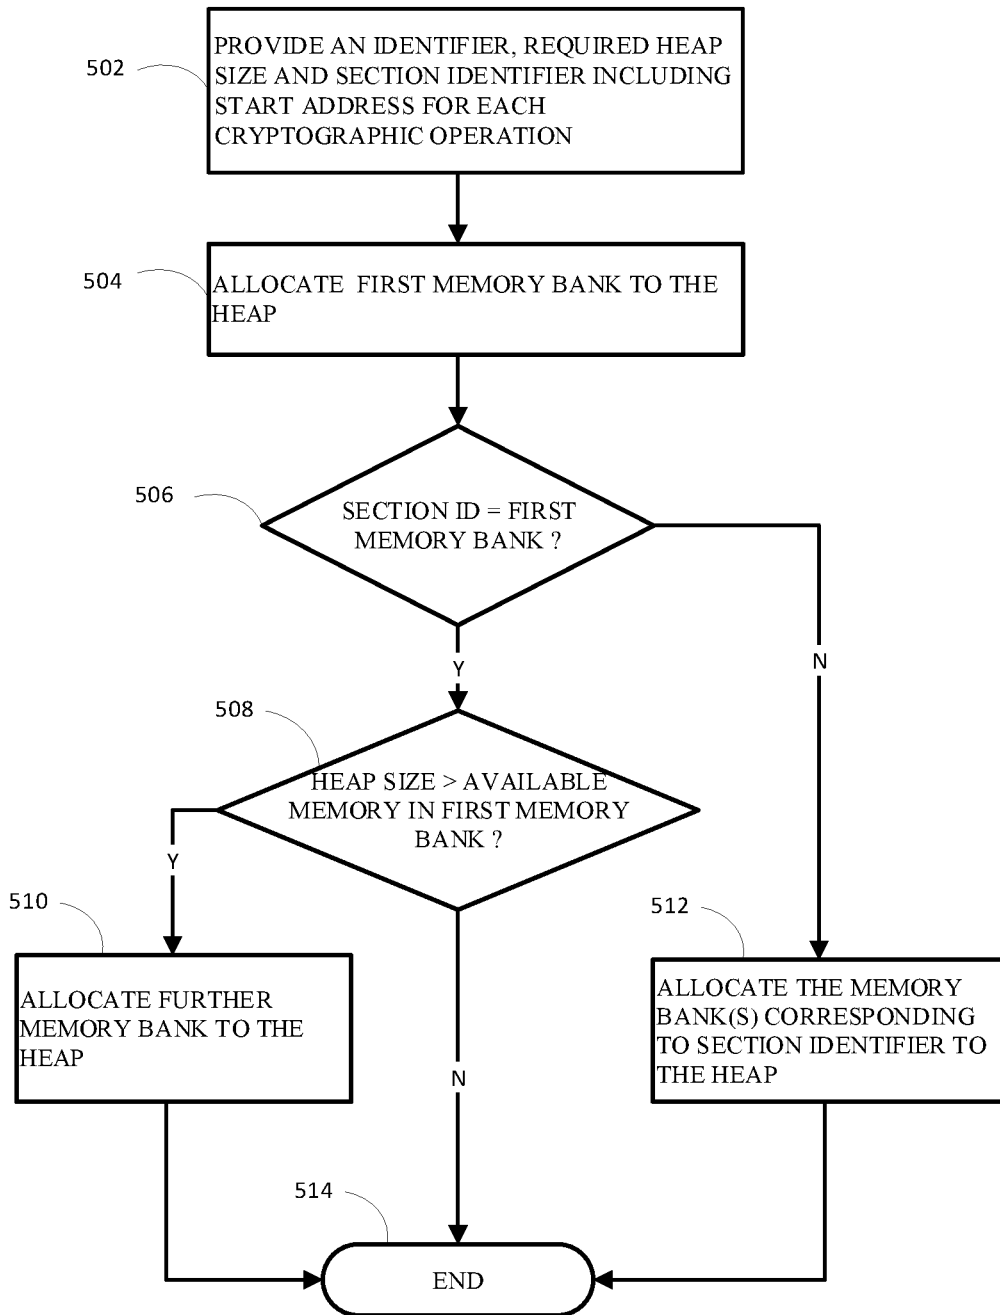 502
PROVIDE AN IDENTIFIER, REQUIRED HEAP
SIZE AND SECTION IDENTIFIER INCLUDING
START ADDRESS FOR EACH
CRYPTOGRAPHIC OPERATION
504
ALLOCATE FIRST MEMORY BANK TO THE
HEAP
506
SECTION ID = FIRST
MEMORY BANK ?
Y
N
508
HEAP SIZE > AVAILABLE
MEMORY IN FIRST MEMORY
BANK ?
Y
510
ALLOCATE FURTHER
MEMORY BANK TO THE
HEAP
N
512
ALLOCATE THE MEMORY
BANK(S) CORRESPONDING
TO SECTION IDENTIFIER TO
THE HEAP
514
END